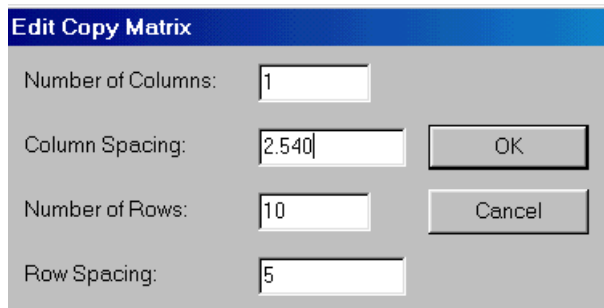 Edit Copy Matrix
Number of Columns: 1
Column Spacing: 2.540 OK
Number of Rows: 10 Cancel
Row Spacing: 5